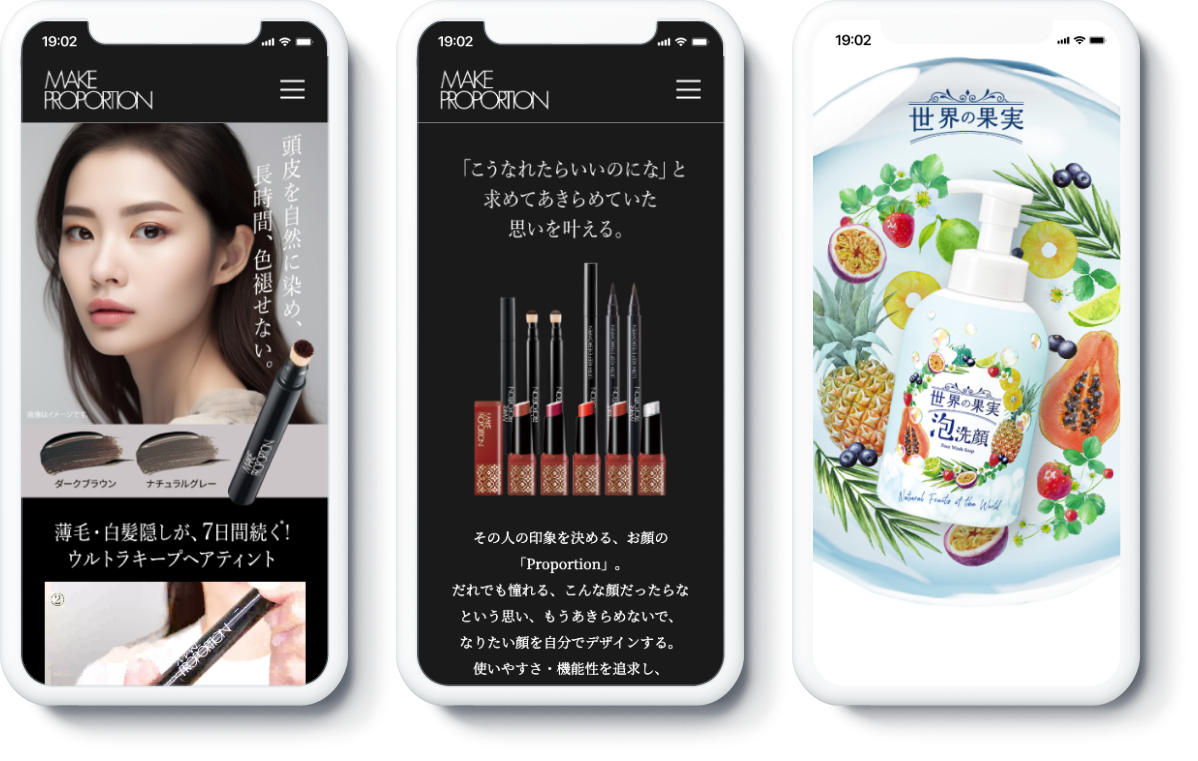 19:02
MAKE
PROPORTION
頭皮を自然に染め、
長時間、色褪せない。
画像はイメージです。
MAKE
PROPORTION
ダークブラウン
ナチュラルグレー
薄毛・白髪隠しが、7日間続く*!
ウルトラキープヘアティント
②
PROPORTION
19:02
MAKE
PROPORTION
「こうなれたらいいのにな」と
求めてあきらめていた
思いを叶える。
MAKE
PROPORTION
その人の印象を決める、お顔の
「Proportion」。
だれでも憧れる、こんな顔だったらな
という思い、もうあきらめないで、
なりたい顔を自分でデザインする。
使いやすさ・機能性を追求し、
19:02
世界の果実
世界の果実
泡洗顔
Face Wash Soap
Natural Fruits of the World